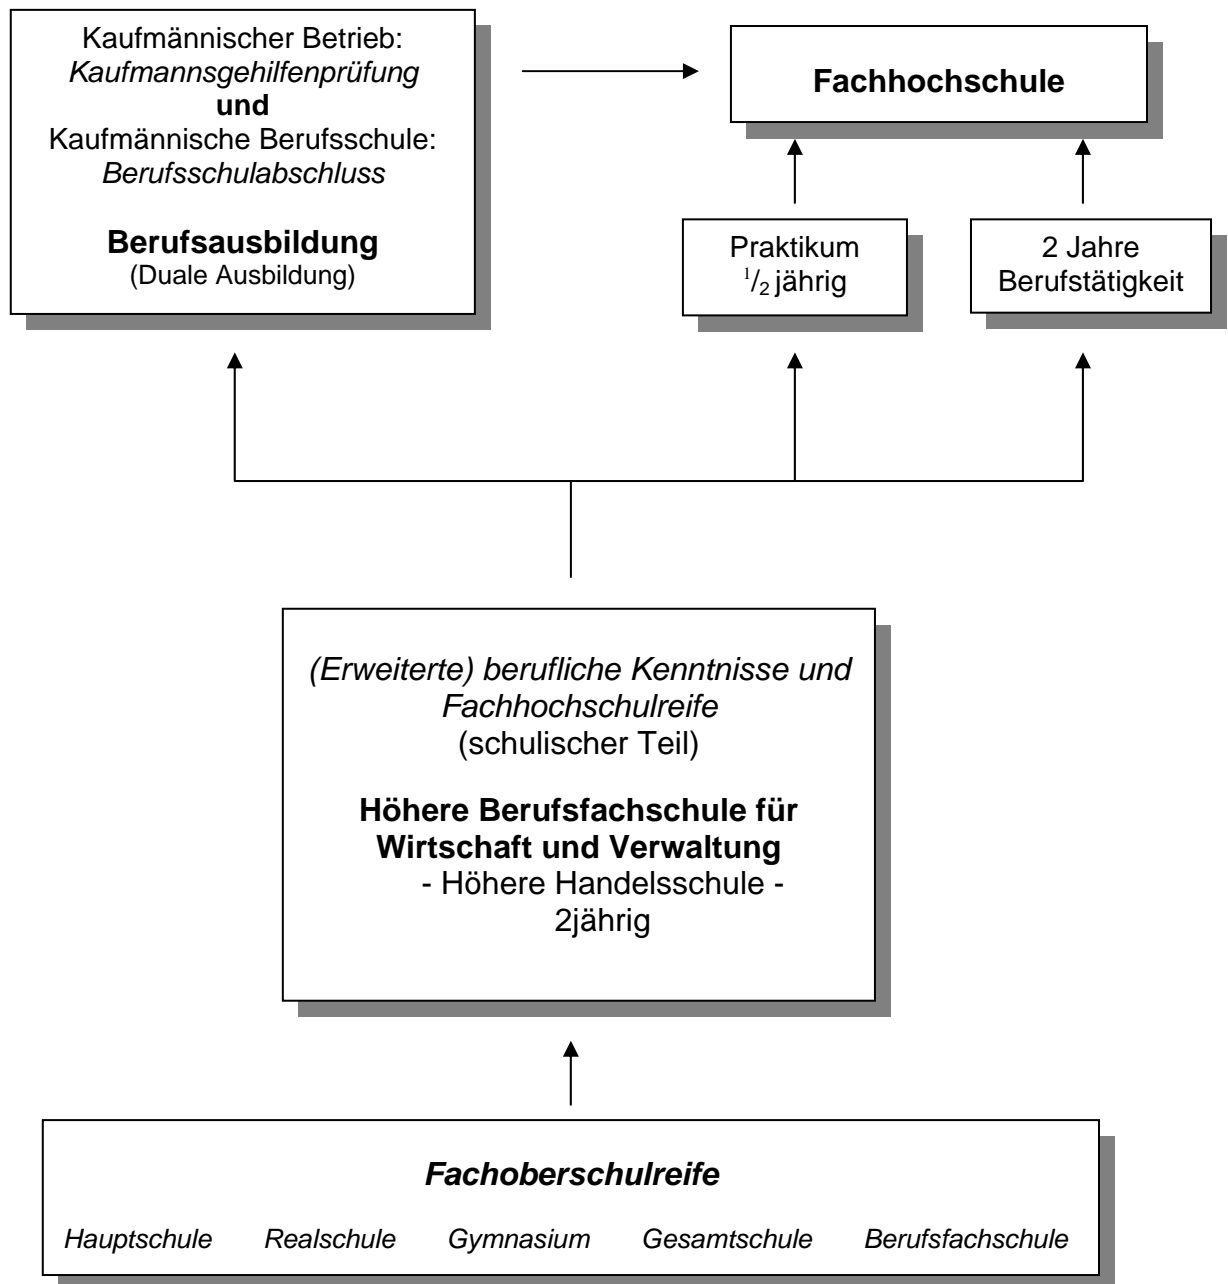 Kaufmännischer Betrieb:
Kaufmannsgehilfenprüfung
und
Kaufmännische Berufsschule:
Berufsschulabschluss
Berufsausbildung
(Duale Ausbildung)
Fachhochschule
Praktikum
1/2 jährig
2 Jahre
Berufstätigkeit
(Erweiterte) berufliche Kenntnisse und
Fachhochschulreife
(schulischer Teil)
Höhere Berufsfachschule für
Wirtschaft und Verwaltung
- Höhere Handelsschule -
2jährig
Fachoberschulreife
Hauptschule Realschule Gymnasium Gesamtschule Berufsfachschule